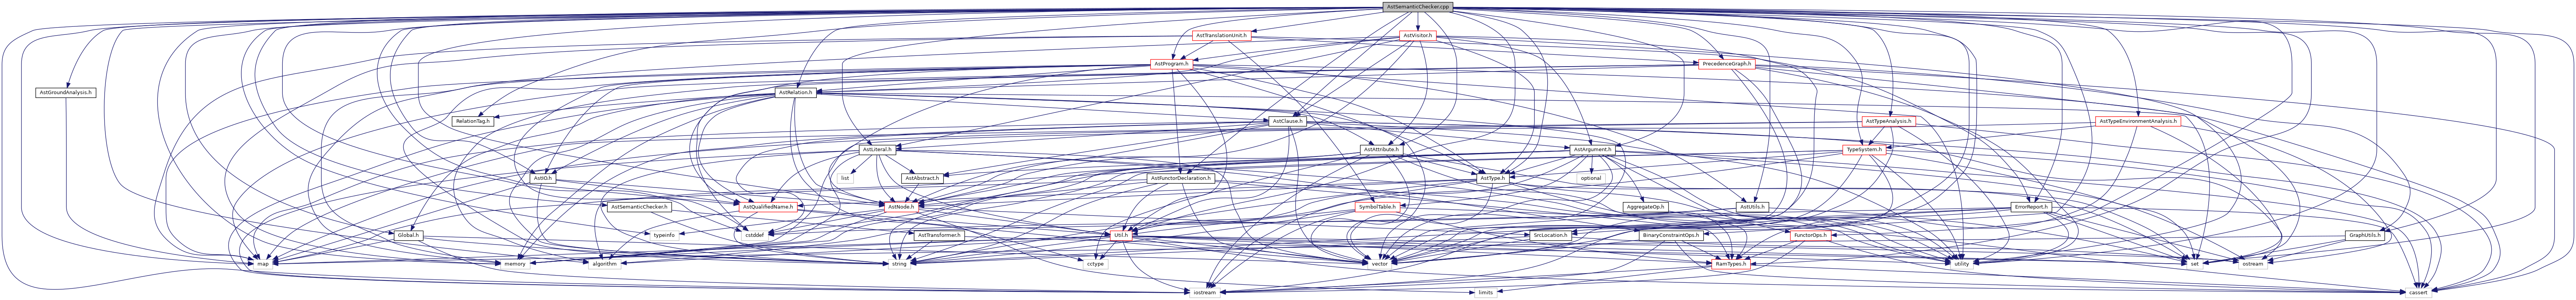 AstSemanticChecker.cpp
AstTranslationUnit.h
AstVisitor.h
AstProgram.h
PrecedenceGraph.h
AstGroundAnalysis.h
AstRelation.h
RelationTag.h
AstClause.h
AstTypeAnalysis.h
AstTypeEnvironmentAnalysis.h
AstLiteral.h
AstAttribute.h
AstArgument.h
TypeSystem.h
AstIO.h
list
AstAbstract.h
AstFunctorDeclaration.h
AstType.h
optional
AstSemanticChecker.h
AstQualifiedName.h
AstNode.h
SymbolTable.h
AggregateOp.h
AstUtils.h
ErrorReport.h
Global.h
typeinfo
cstddef
AstTransformer.h
Util.h
SrcLocation.h
BinaryConstraintOps.h
FunctorOps.h
GraphUtils.h
map
memory
algorithm
string
cctype
vector
RamTypes.h
utility
set
ostream
iostream
limits
cassert